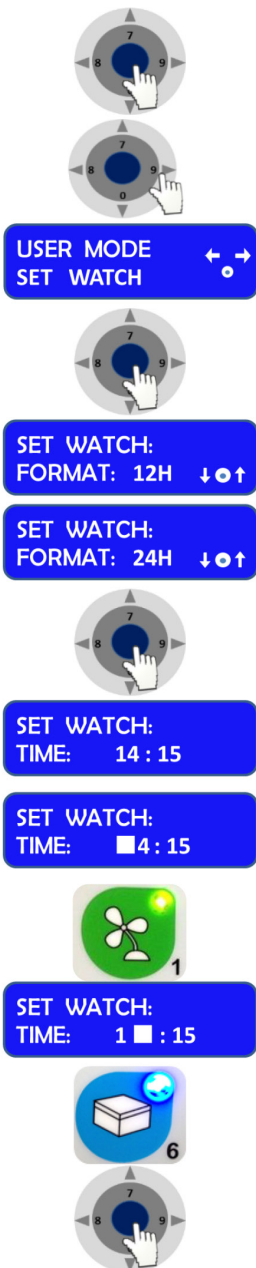 7
8 9
7
8 9
0
USER MODE
SET WATCH
7
8 9
SET WATCH:
FORMAT: 12H
SET WATCH:
FORMAT: 24H
7
8 9
SET WATCH:
TIME: 14 : 15
SET WATCH:
TIME: 4 : 15
1
SET WATCH:
TIME: 1 : 15
6
7
8 9